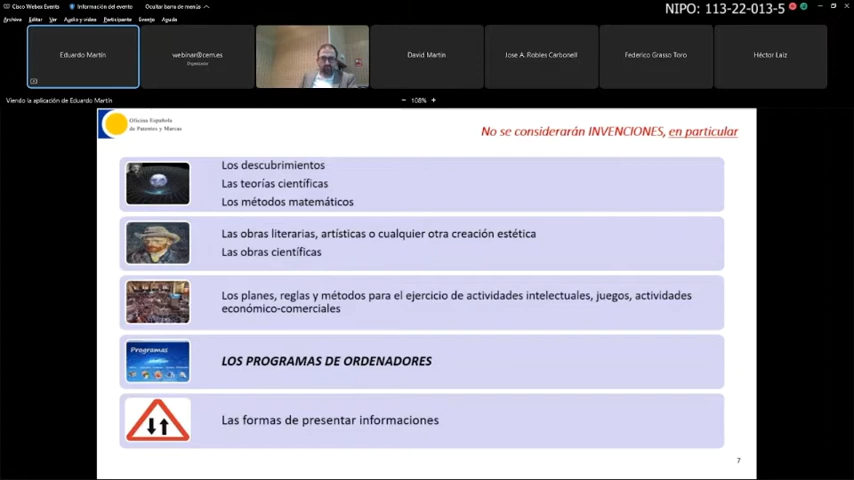 Cisco Webex Events
Información del evento
Ocultar barra de menús
NIPO: 113-22-013-5
Archivo Editar Ver Audio y vídeo Participante Evento Ayuda
Eduardo Martín
webinar@cem.es
Organizador
David Martin
Jose A. Robles Carbonell
Federico Grasso Toro
Héctor Laiz
Viendo la aplicación de Eduardo Martín
− 108% +
Oficina Española
de Patentes y Marcas
No se considerarán INVENCIONES, en particular
Los descubrimientos
Las teorías científicas
Los métodos matemáticos
Las obras literarias, artísticas o cualquier otra creación estética
Las obras científicas
Los planes, reglas y métodos para el ejercicio de actividades intelectuales, juegos, actividades
económico-comerciales
Programas
LOS PROGRAMAS DE ORDENADORES
Las formas de presentar informaciones
7